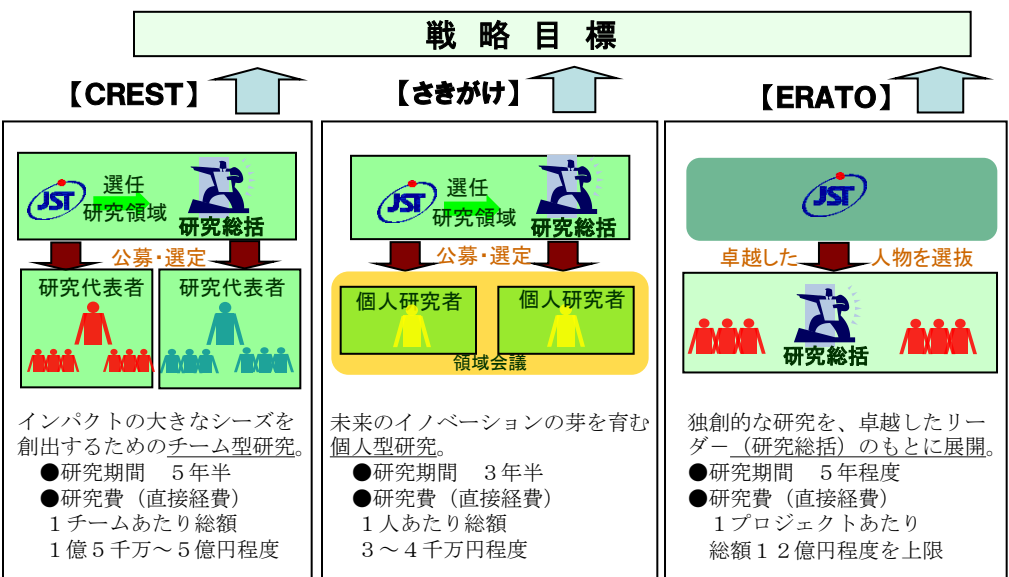 戦略目標
【CREST】
【さきがけ】
【ERATO】
JST
選任
研究領域
研究総括
公募・選定
研究代表者
研究代表者
インパクトの大きなシーズを
創出するためのチーム型研究。
●研究期間　５年半
●研究費（直接経費）
１チームあたり総額
１億５千万～５億円程度
JST
選任
研究領域
研究総括
公募・選定
個人研究者
個人研究者
領域会議
未来のイノベーションの芽を育む
個人型研究。
●研究期間　３年半
●研究費（直接経費）
１人あたり総額
３～４千万円程度
JST
卓越した
人物を選抜
研究総括
独創的な研究を、卓越したリー
ダー（研究総括）のもとに展開。
●研究期間　５年程度
●研究費（直接経費）
１プロジェクトあたり
総額１２億円程度を上限